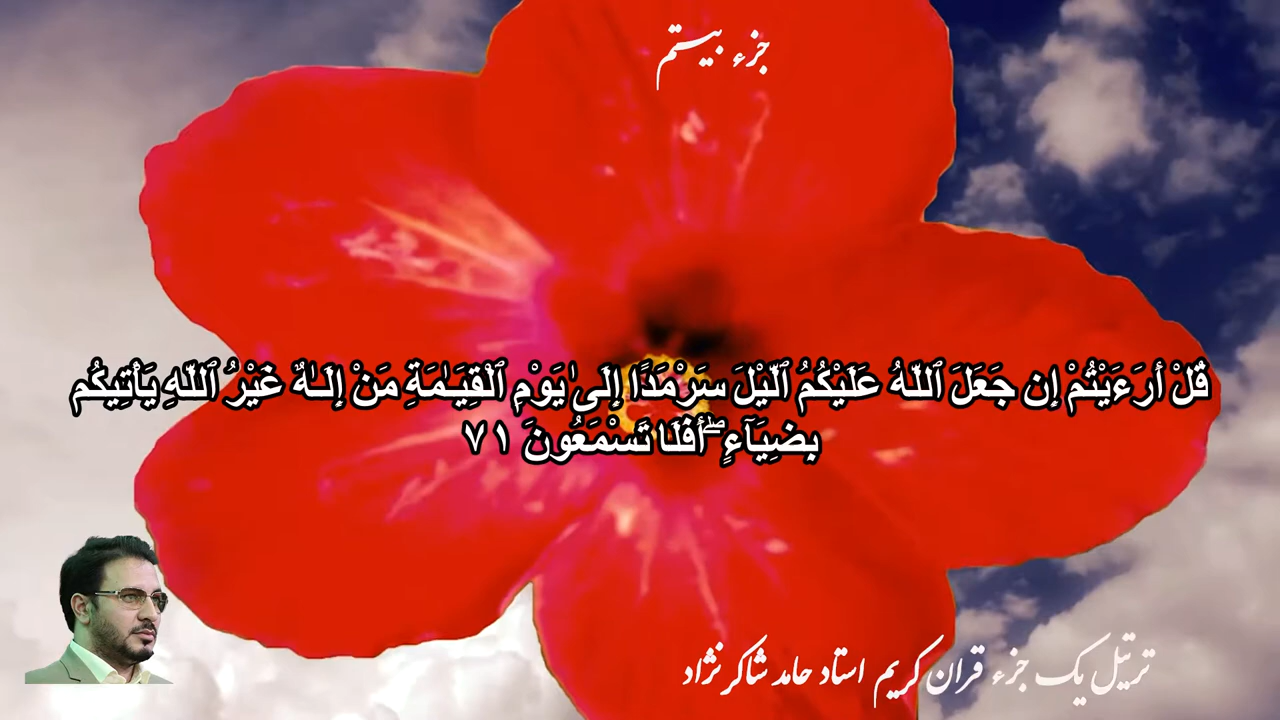 جزء بیستم
قُلْ أَرَءَيْتُمْ إِن جَعَلَ ٱللَّهُ عَلَيْكُمُ ٱلَّيْلَ سَرْمَدًا إِلَىٰ يَوْمِ ٱلْقِيَـٰمَةِ مَنْ إِلَـٰهٌ غَيْرُ ٱللَّهِ يَأْتِيكُم
بِضِيَآءٍ ۖ أَفَلَا تَسْمَعُونَ ٧١
ترتیل یک جزء قران کریم استاد حامد شاکرنژاد